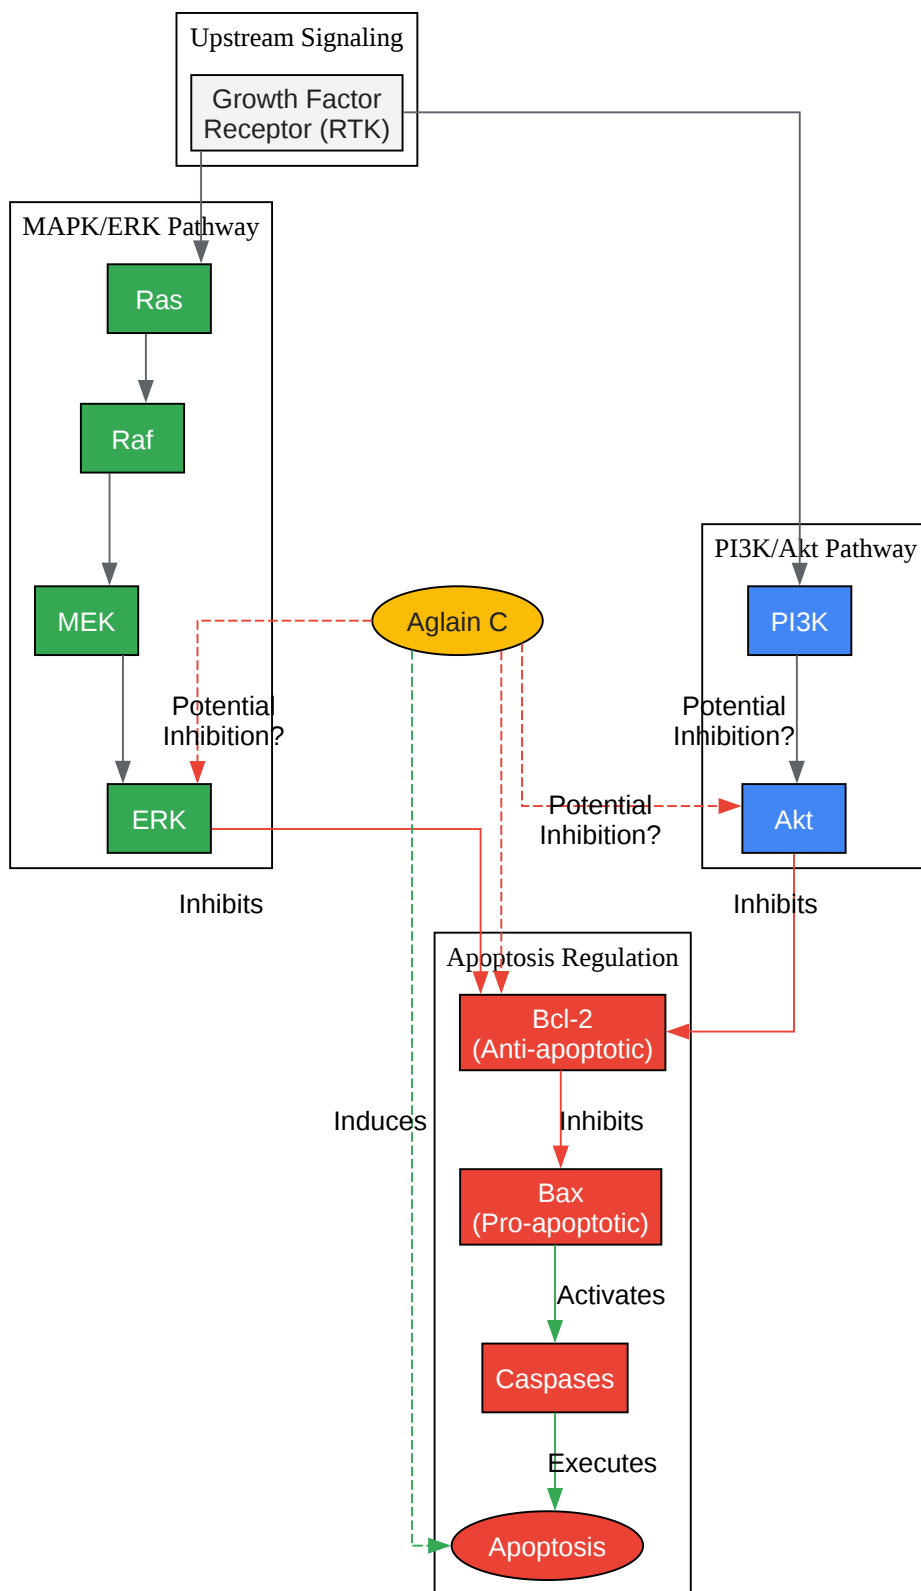 Upstream Signaling
Growth Factor
Receptor (RTK)
MAPK/ERK Pathway
Ras
Raf
PI3K/Akt Pathway
MEK
Aglain C
PI3K
Potential
Inhibition?
Potential
Inhibition?
ERK
Potential
Inhibition?
Akt
Inhibits
Inhibits
Apoptosis Regulation
Bcl-2
(Anti-apoptotic)
Induces
Inhibits
Bax
(Pro-apoptotic)
Activates
Caspases
Executes
Apoptosis